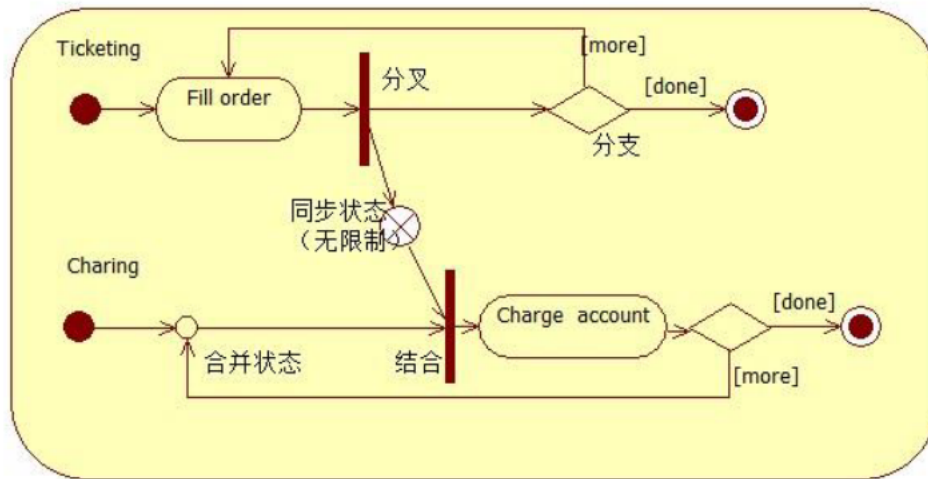 [more]
Ticketing
分叉
[done]
Fill order
分支
同步状态
（无限制）
Charing
[done]
Charge account
合并状态
结合
[more]